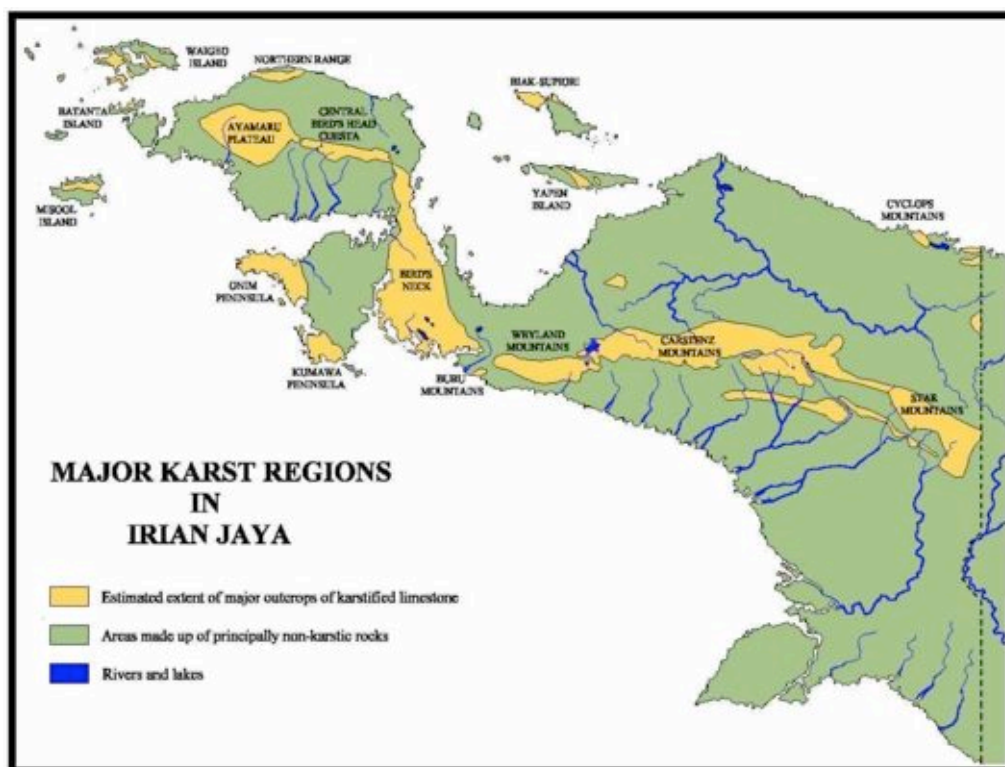 WAIGEO
ISLAND
NORTHERN RANGE
BIAK-SUPIORI
BATANTA
ISLAND
AYAMARU
PLATEAU
CENTRAL
BIRD'S HEAD
CUESTA
MISOOL
ISLAND
YAPEN
ISLAND
CYCLOPS
MOUNTAINS
ONIM
PENINSULA
BIRD'S
NECK
WEYLAND
MOUNTAINS
CARSTENZ
MOUNTAINS
KUMAWA
PENINSULA
BURU
MOUNTAINS
STAR
MOUNTAINS
MAJOR KARST REGIONS
IN
IRIAN JAYA
Estimated extent of major outcrops of karstified limestone
Areas made up of principally non-karstic rocks
Rivers and lakes